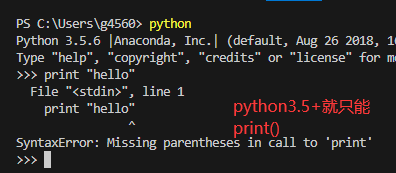 PS C:\Users\g4560> python
Python 3.5.6 |Anaconda, Inc.| (default, Aug 26 2018, 1
Type "help", "copyright", "credits" or "license" for mo
>>> print "hello"
  File "<stdin>", line 1
    print "hello"
                ^
python3.5+就只能
print()
SyntaxError: Missing parentheses in call to 'print'
>>>